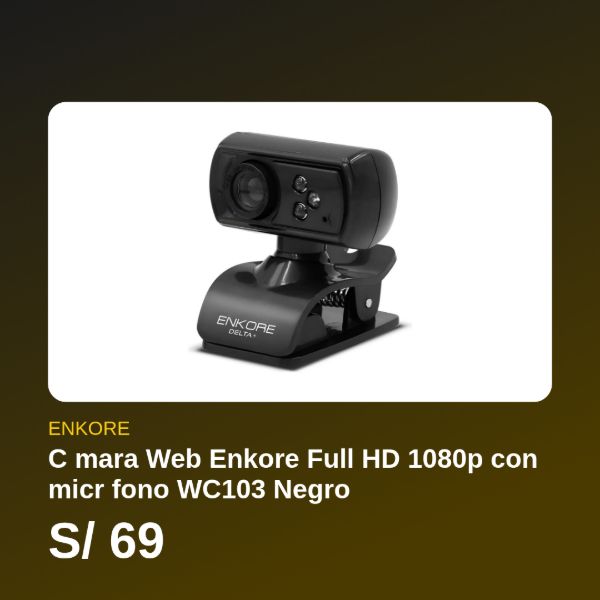 ENKORE
DELTA+
ENKORE
C mara Web Enkore Full HD 1080p con
micr fono WC103 Negro
S/ 69